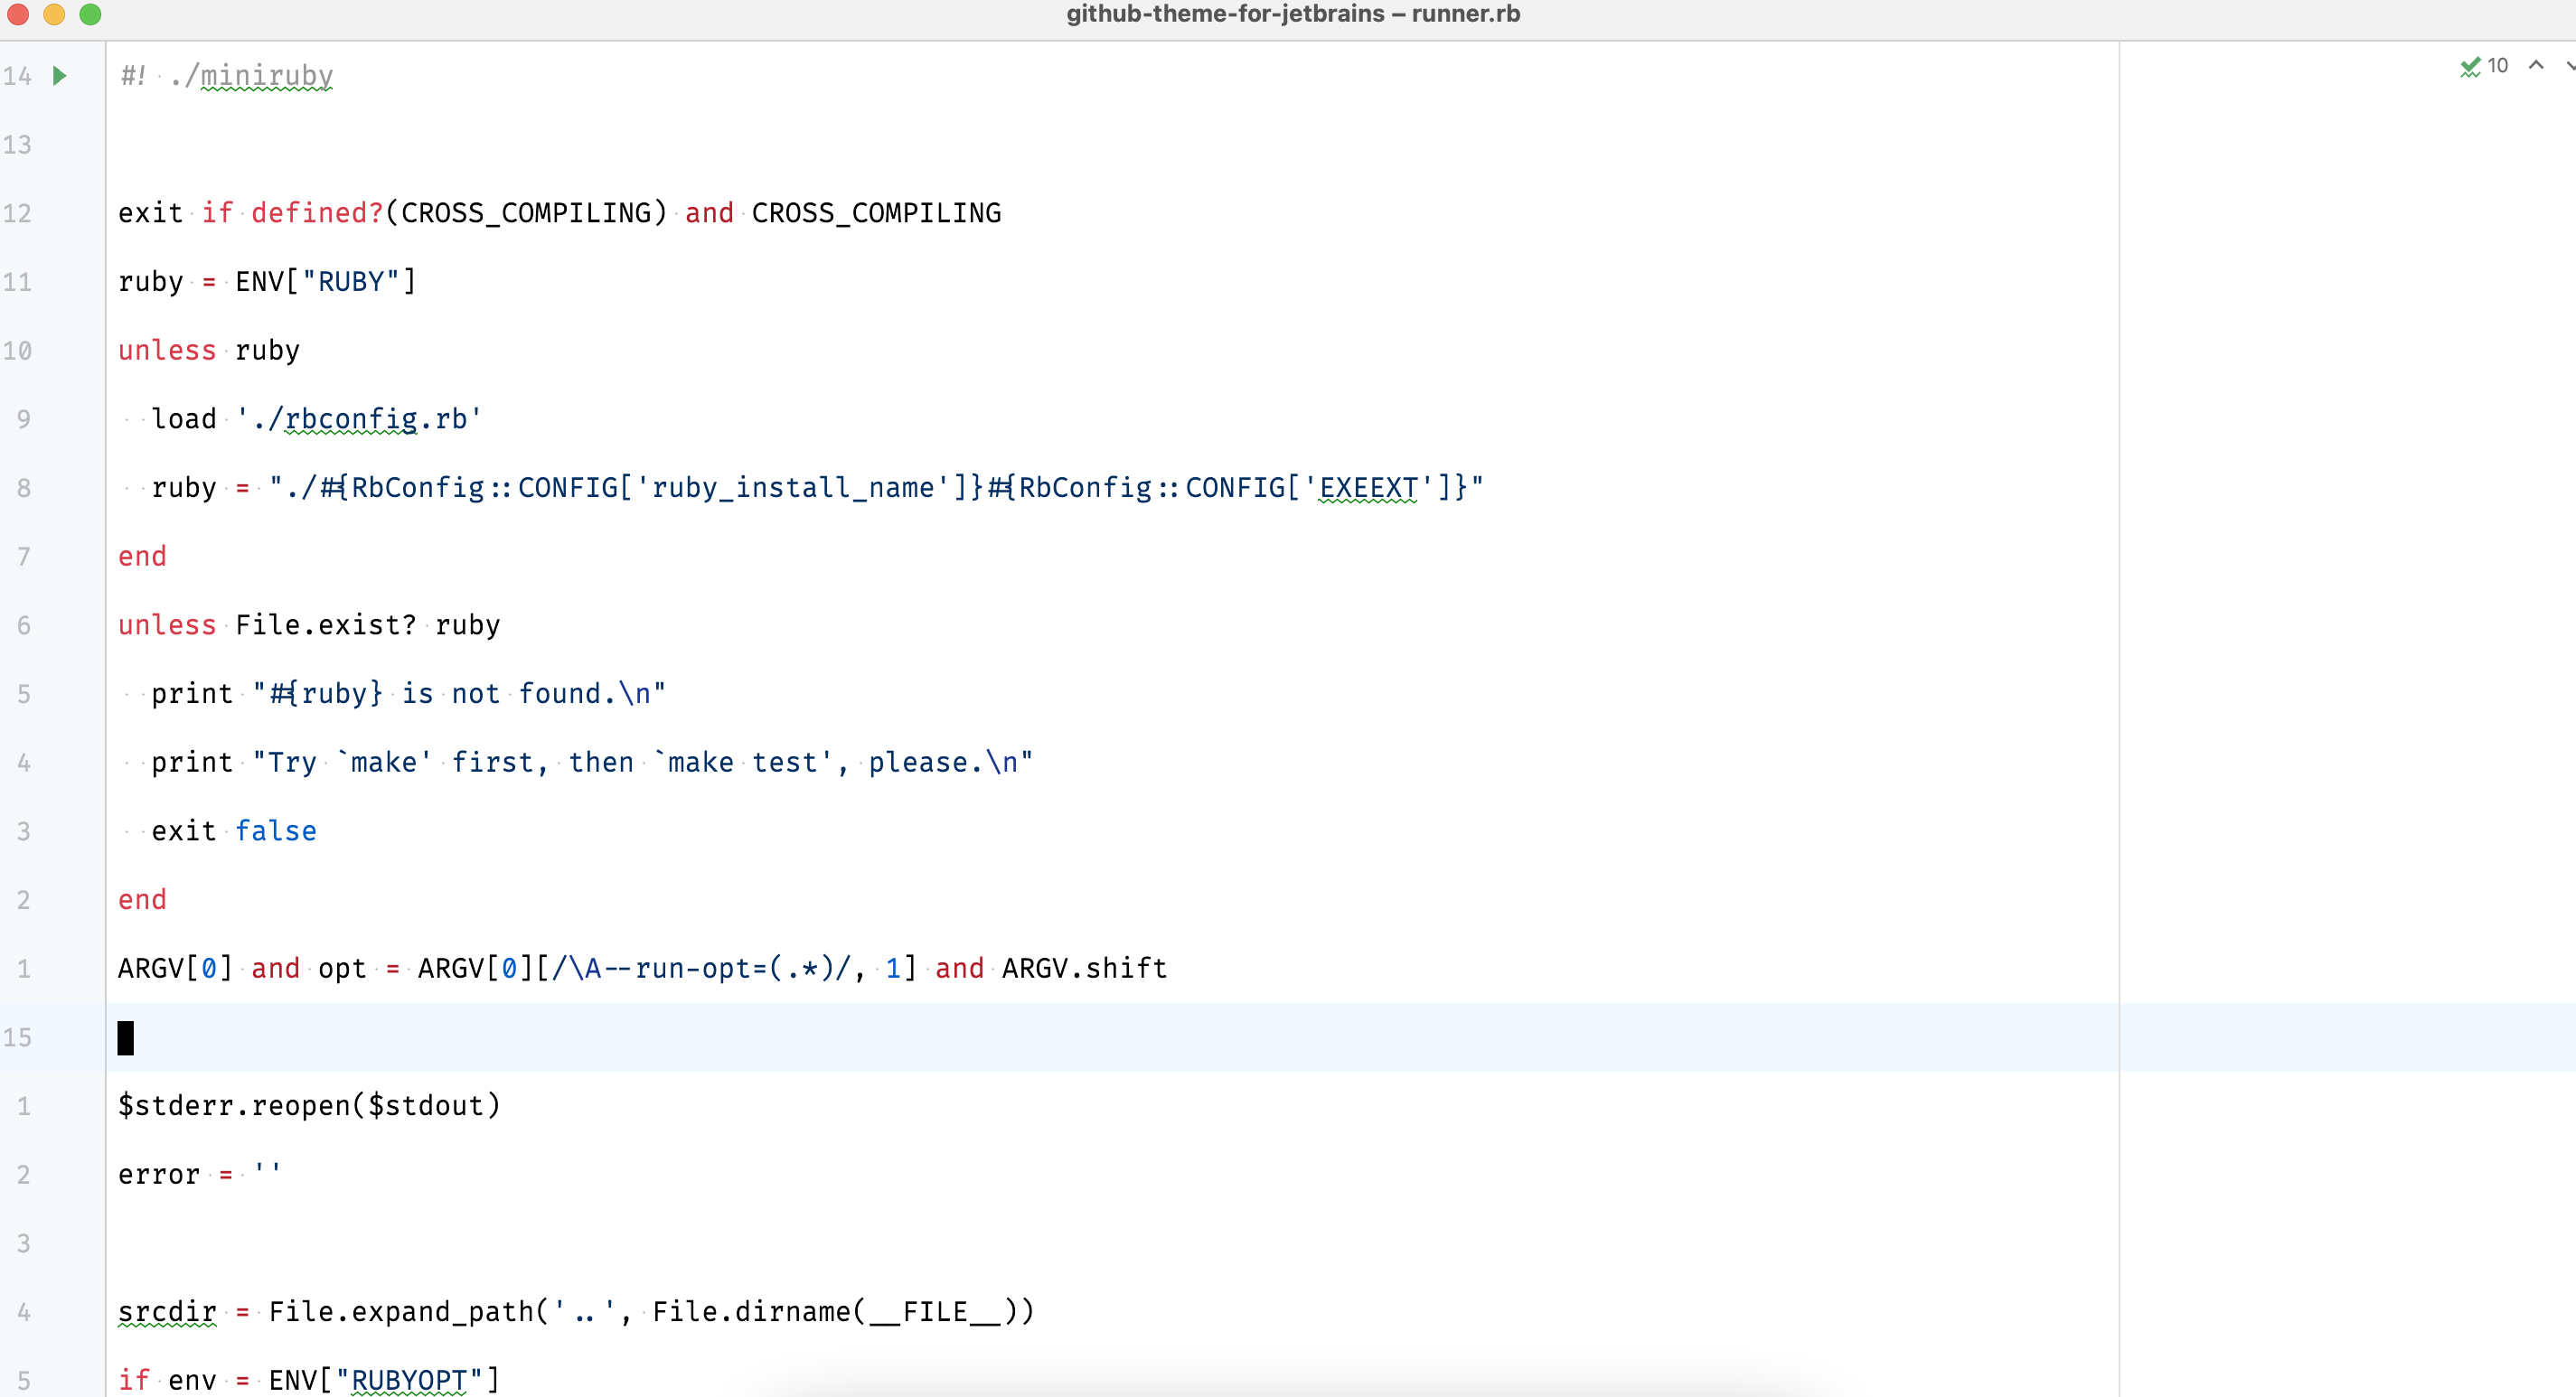 github-theme-for-jetbrains – runner.rb
10
14 #! ./miniruby
13
12 exit if defined?(CROSS_COMPILING) and CROSS_COMPILING
11 ruby = ENV["RUBY"]
10 unless ruby
9   load './rbconfig.rb'
8   ruby = "./#{RbConfig::CONFIG['ruby_install_name']}#{RbConfig::CONFIG['EXEEXT']}"
7 end
6 unless File.exist? ruby
5   print "#{ruby} is not found.\n"
4   print "Try `make' first, then `make test', please.\n"
3   exit false
2 end
1 ARGV[0] and opt = ARGV[0][/\A--run-opt=(.*)/, 1] and ARGV.shift
15
1 $stderr.reopen($stdout)
2 error = ''
3
4 srcdir = File.expand_path('..', File.dirname(__FILE__))
5 if env = ENV["RUBYOPT"]